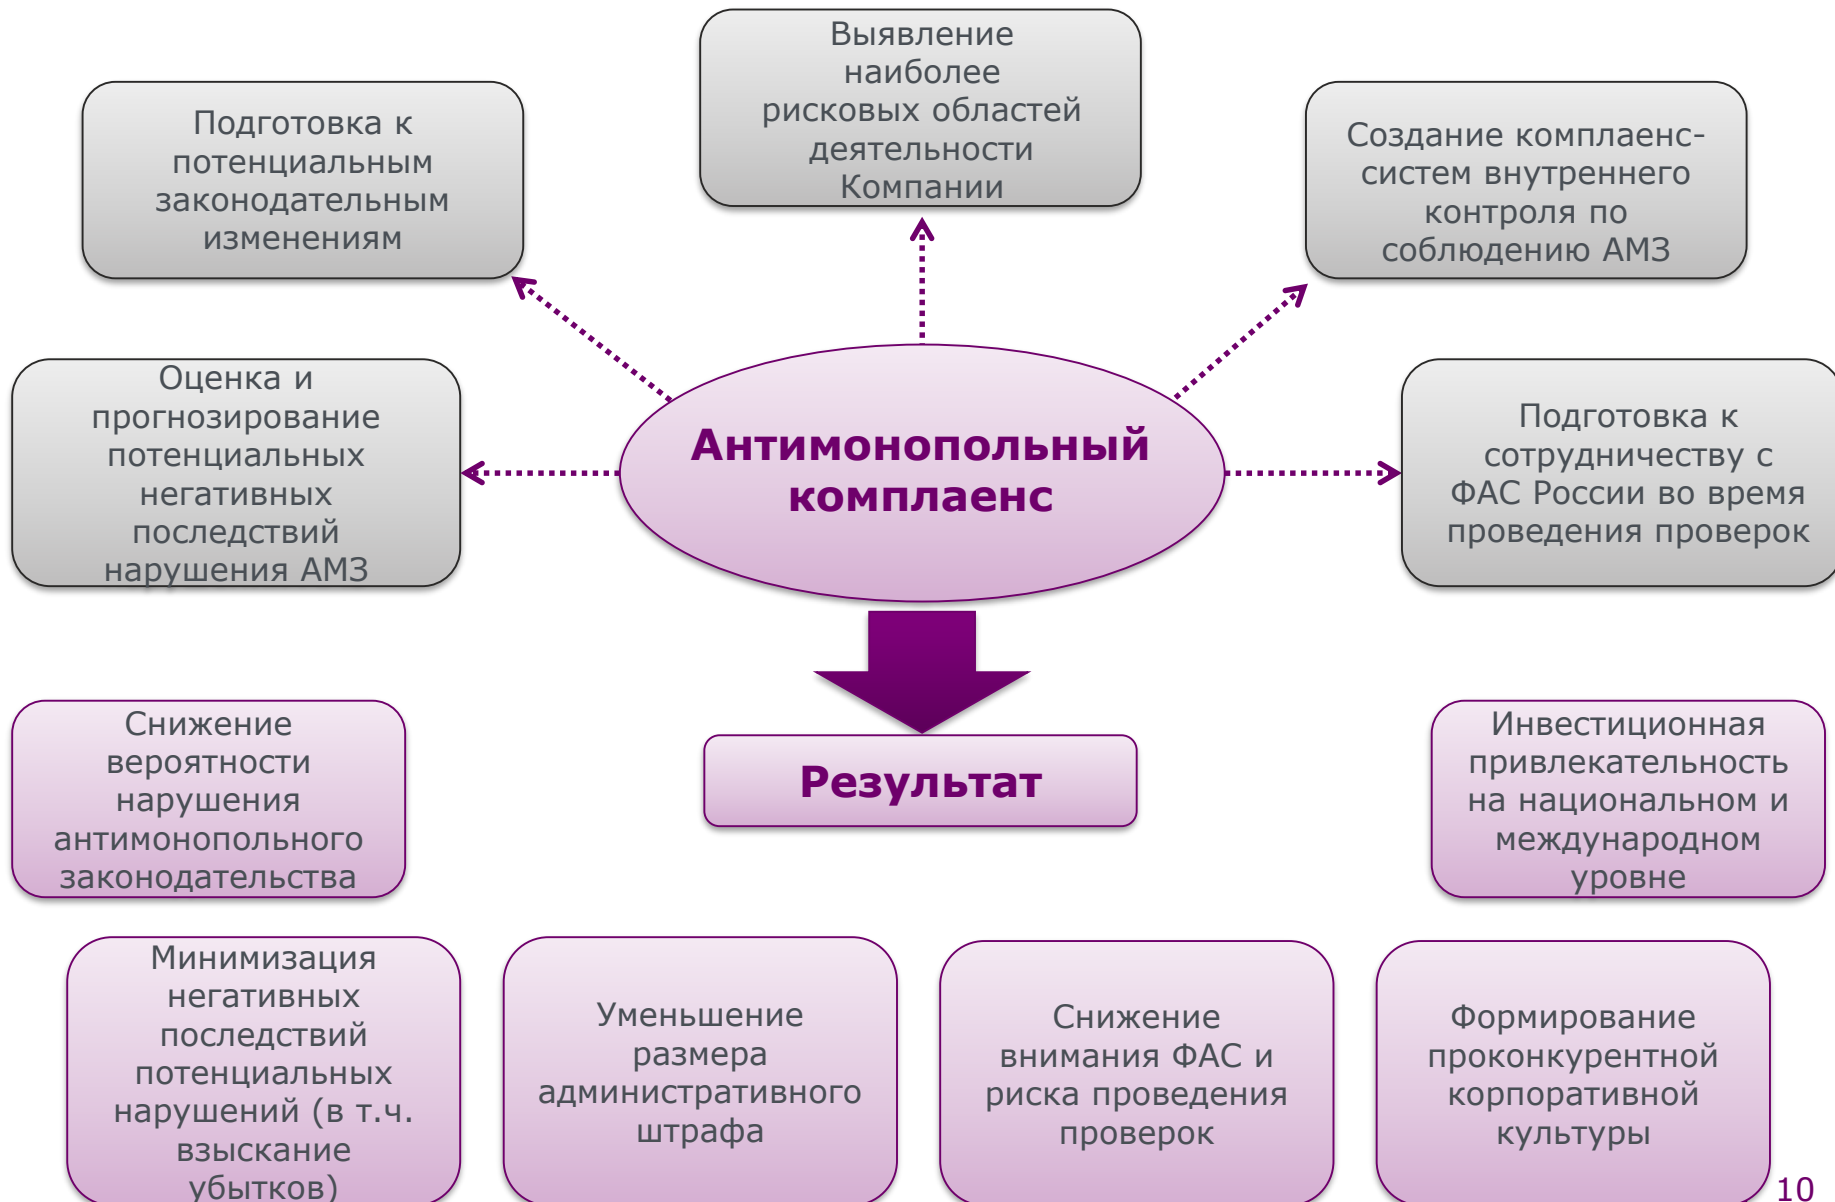 Выявление
наиболее
рисковых областей
деятельности
Компании
Подготовка к
потенциальным
законодательным
изменениям
Создание комплаенс-
систем внутреннего
контроля по
соблюдению АМЗ
Оценка и
прогнозирование
потенциальных
негативных
последствий
нарушения АМЗ
Антимонопольный
комплаенс
Подготовка к
сотрудничеству с
ФАС России во время
проведения проверок
Результат
Снижение
вероятности
нарушения
антимонопольного
законодательства
Инвестиционная
привлекательность
на национальном и
международном
уровне
Минимизация
негативных
последствий
потенциальных
нарушений (в т.ч.
взыскание
убытков)
Уменьшение
размера
административного
штрафа
Снижение
внимания ФАС и
риска проведения
проверок
Формирование
проконкурентной
корпоративной
культуры
10